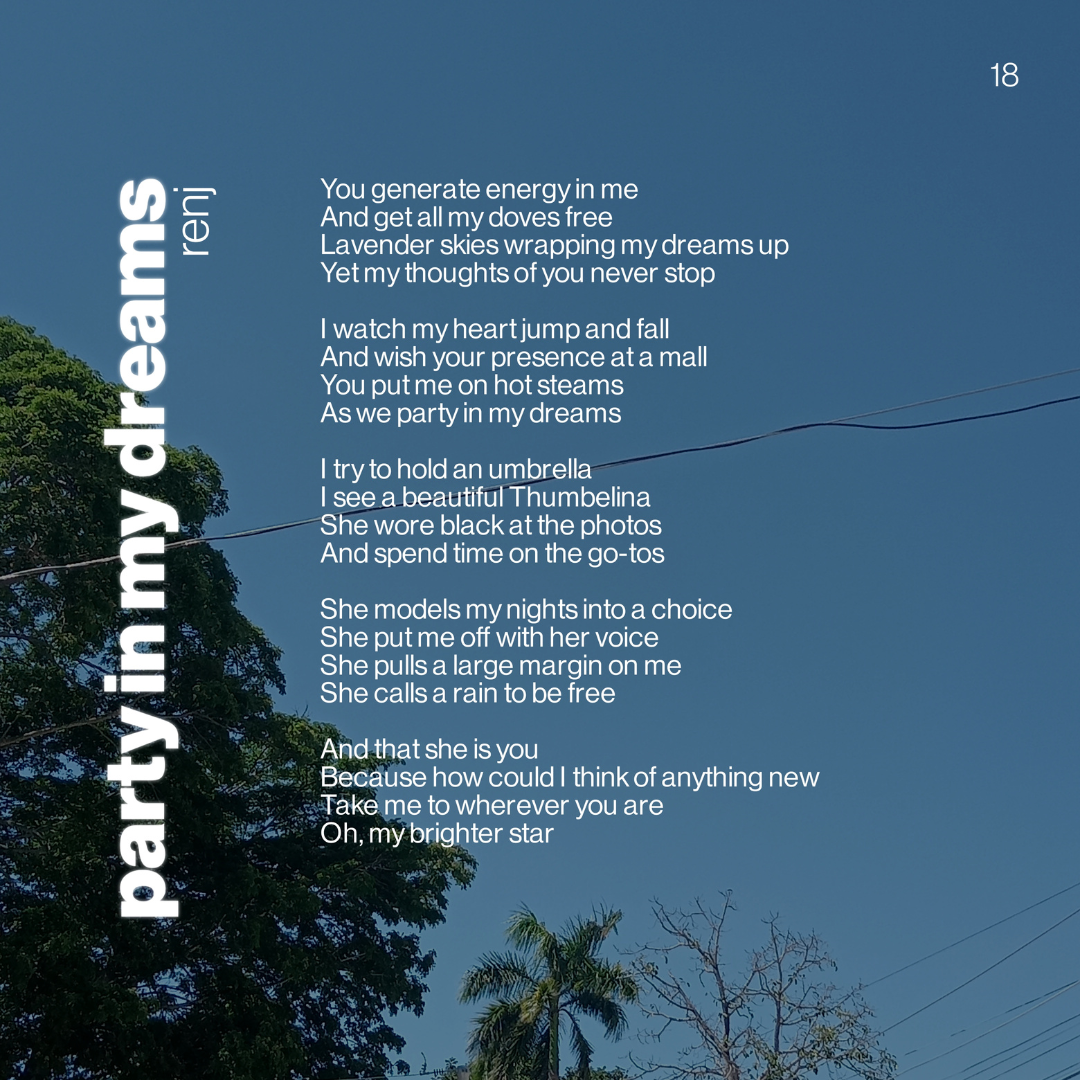 18
party in my dreams
renj
You generate energy in me
And get all my doves free
Lavender skies wrapping my dreams up
Yet my thoughts of you never stop
I watch my heart jump and fall
And wish your presence at a mall
You put me on hot steams
As we party in my dreams
I try to hold an umbrella
I see a beautiful Thumbelina
She wore black at the photos
And spend time on the go-tos
She models my nights into a choice
She put me off with her voice
She pulls a large margin on me
She calls a rain to be free
And that she is you
Because how could I think of anything new
Take me to wherever you are
Oh, my brighter star